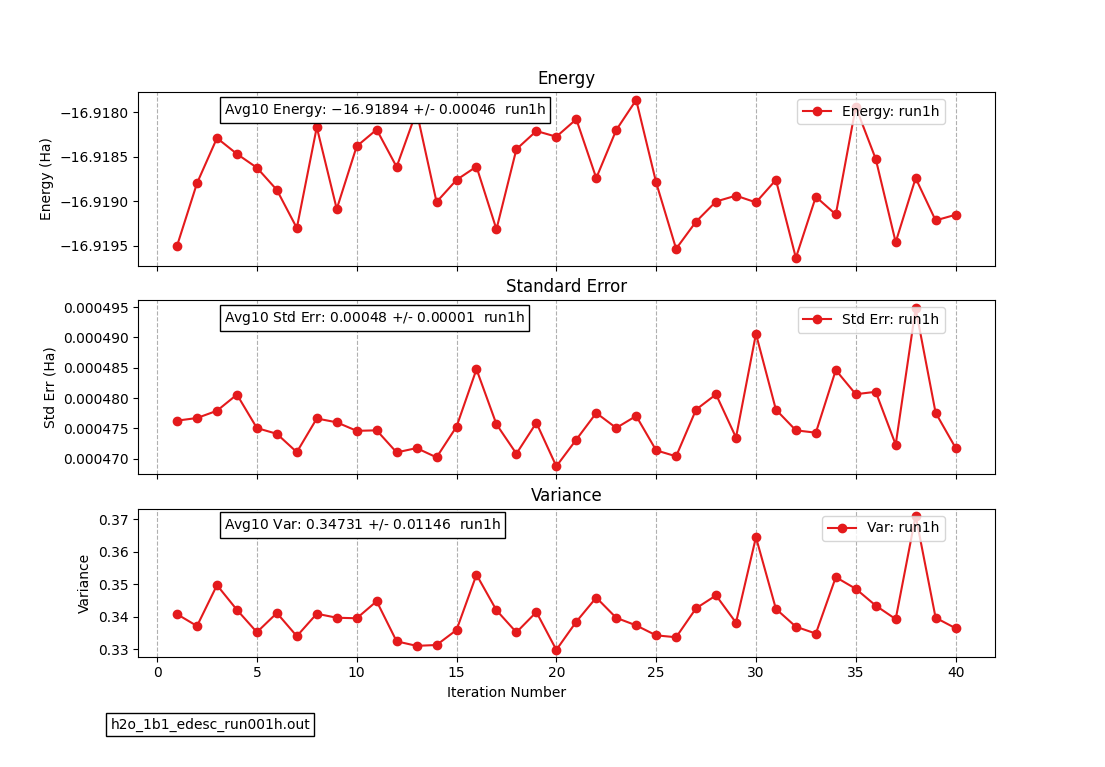 Energy
Avg10 Energy: −16.91894 +/- 0.00046 run1h
Energy: run1h
Energy (Ha)
−16.9180
−16.9185
−16.9190
−16.9195
Standard Error
Avg10 Std Err: 0.00048 +/- 0.00001 run1h
Std Err: run1h
Std Err (Ha)
0.000495
0.000490
0.000485
0.000480
0.000475
0.000470
Variance
Avg10 Var: 0.34731 +/- 0.01146 run1h
Var: run1h
Variance
0.37
0.36
0.35
0.34
0.33
0 5 10 15 20 25 30 35 40
Iteration Number
h2o_1b1_edesc_run001h.out